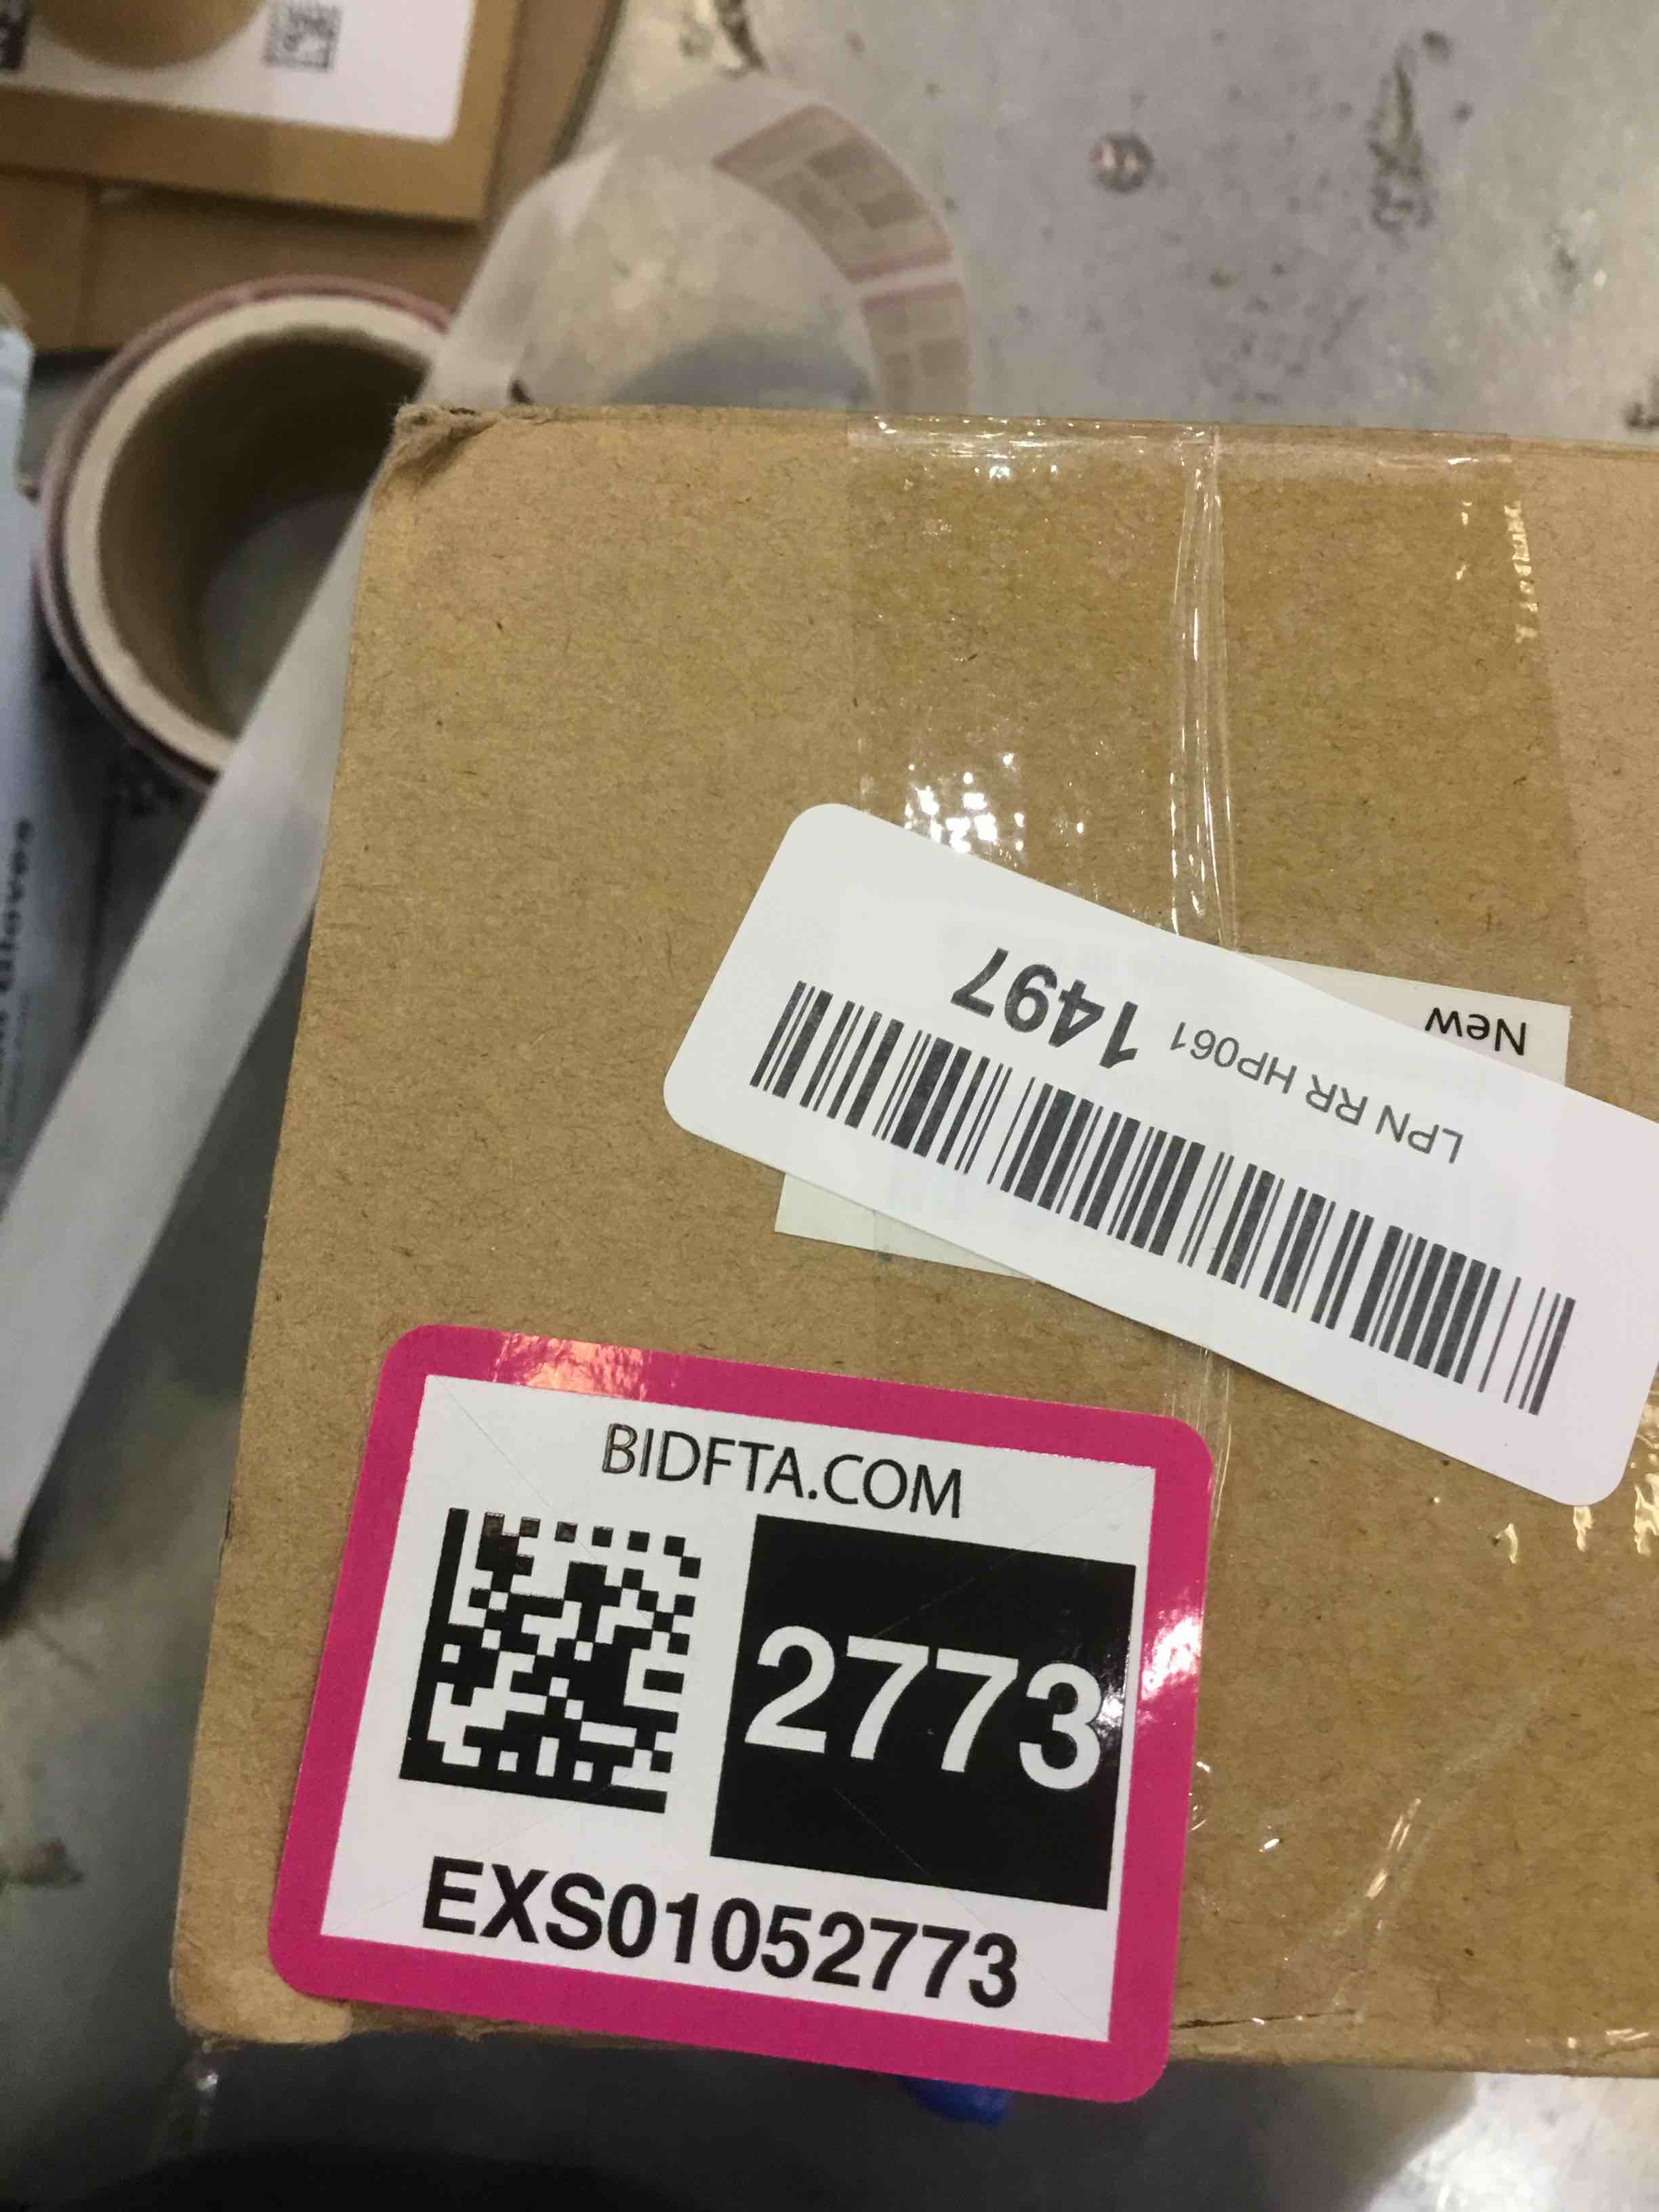 New
LPN RR HP061 1497
BIDFTA.COM
2773
EXS01052773